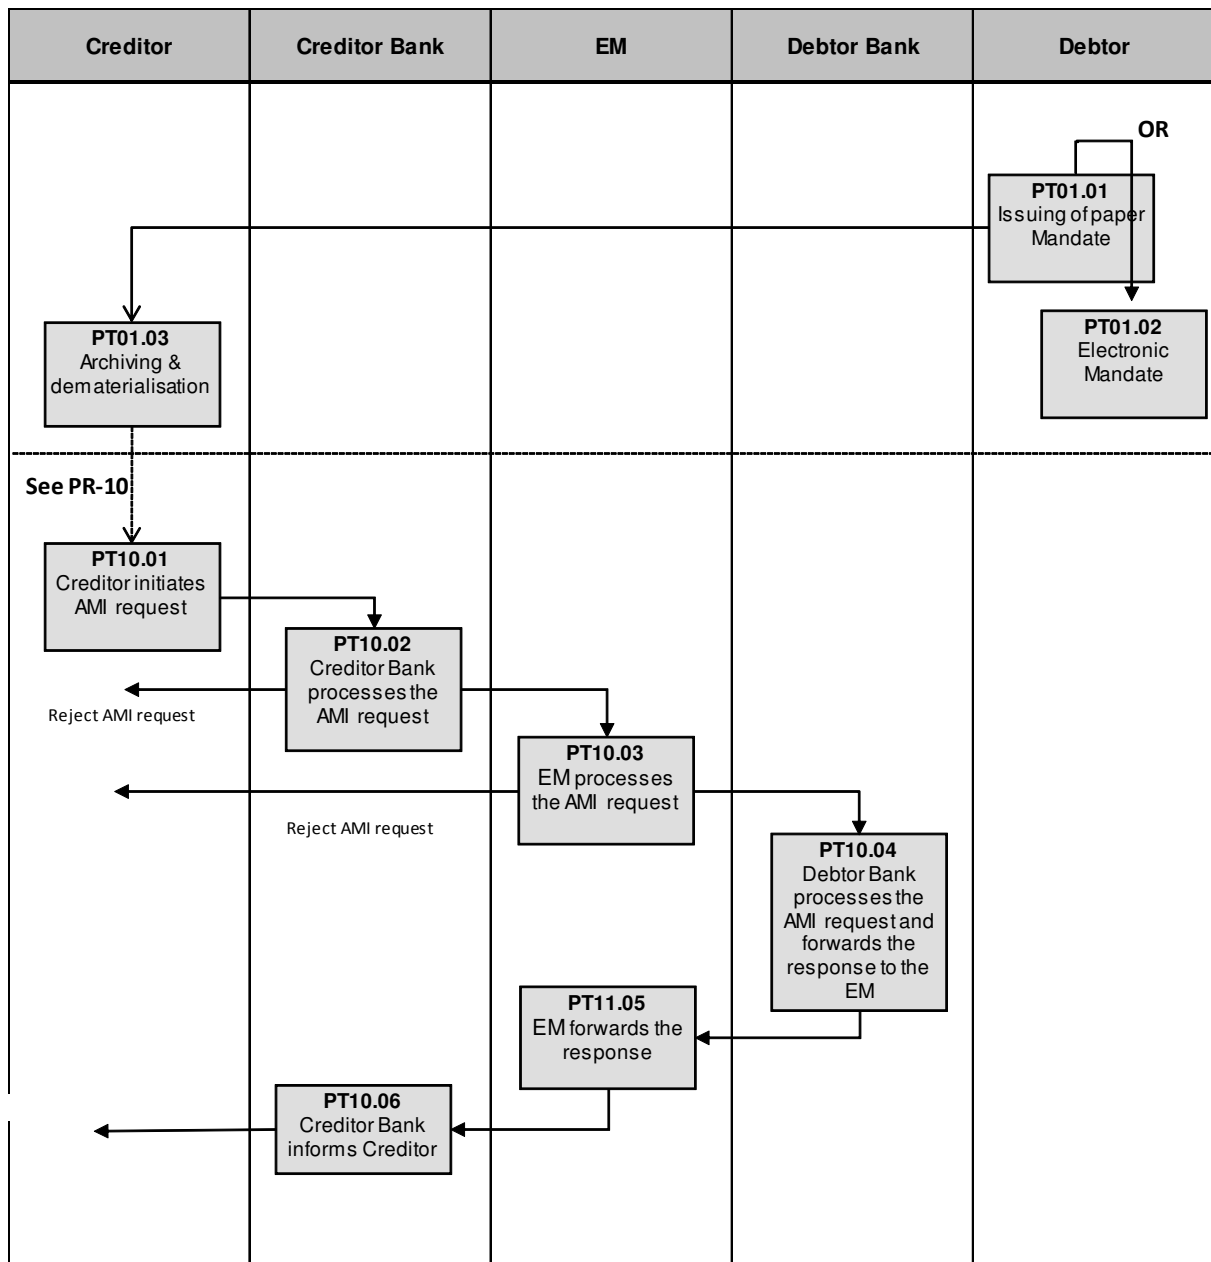 Creditor
Creditor Bank
EM
Debtor Bank
Debtor
OR
PT01.01
Issuing of paper
Mandate
PT01.02
Electronic
Mandate
PT01.03
Archiving &
dematerialisation
See PR-10
PT10.01
Creditor initiates
AMI request
PT10.02
Creditor Bank
processes the
AMI request
Reject AMI request
PT10.03
EM processes
the AMI request
Reject AMI request
PT10.04
Debtor Bank
processes the
AMI request and
forwards the
response to the
EM
PT11.05
EM forwards the
response
PT10.06
Creditor Bank
informs Creditor